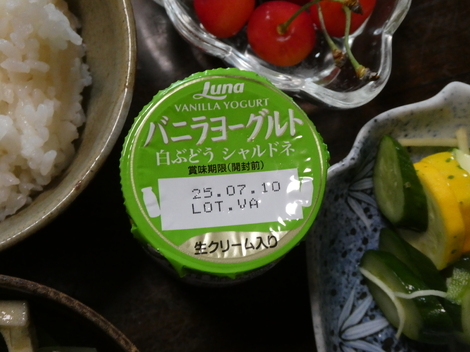 Luna
VANILLA YOGURT
バニラヨーグルト
白ぶどう シャルドネ
賞味期限(開封前)
25.07.10
LOT.WA
生クリーム入り